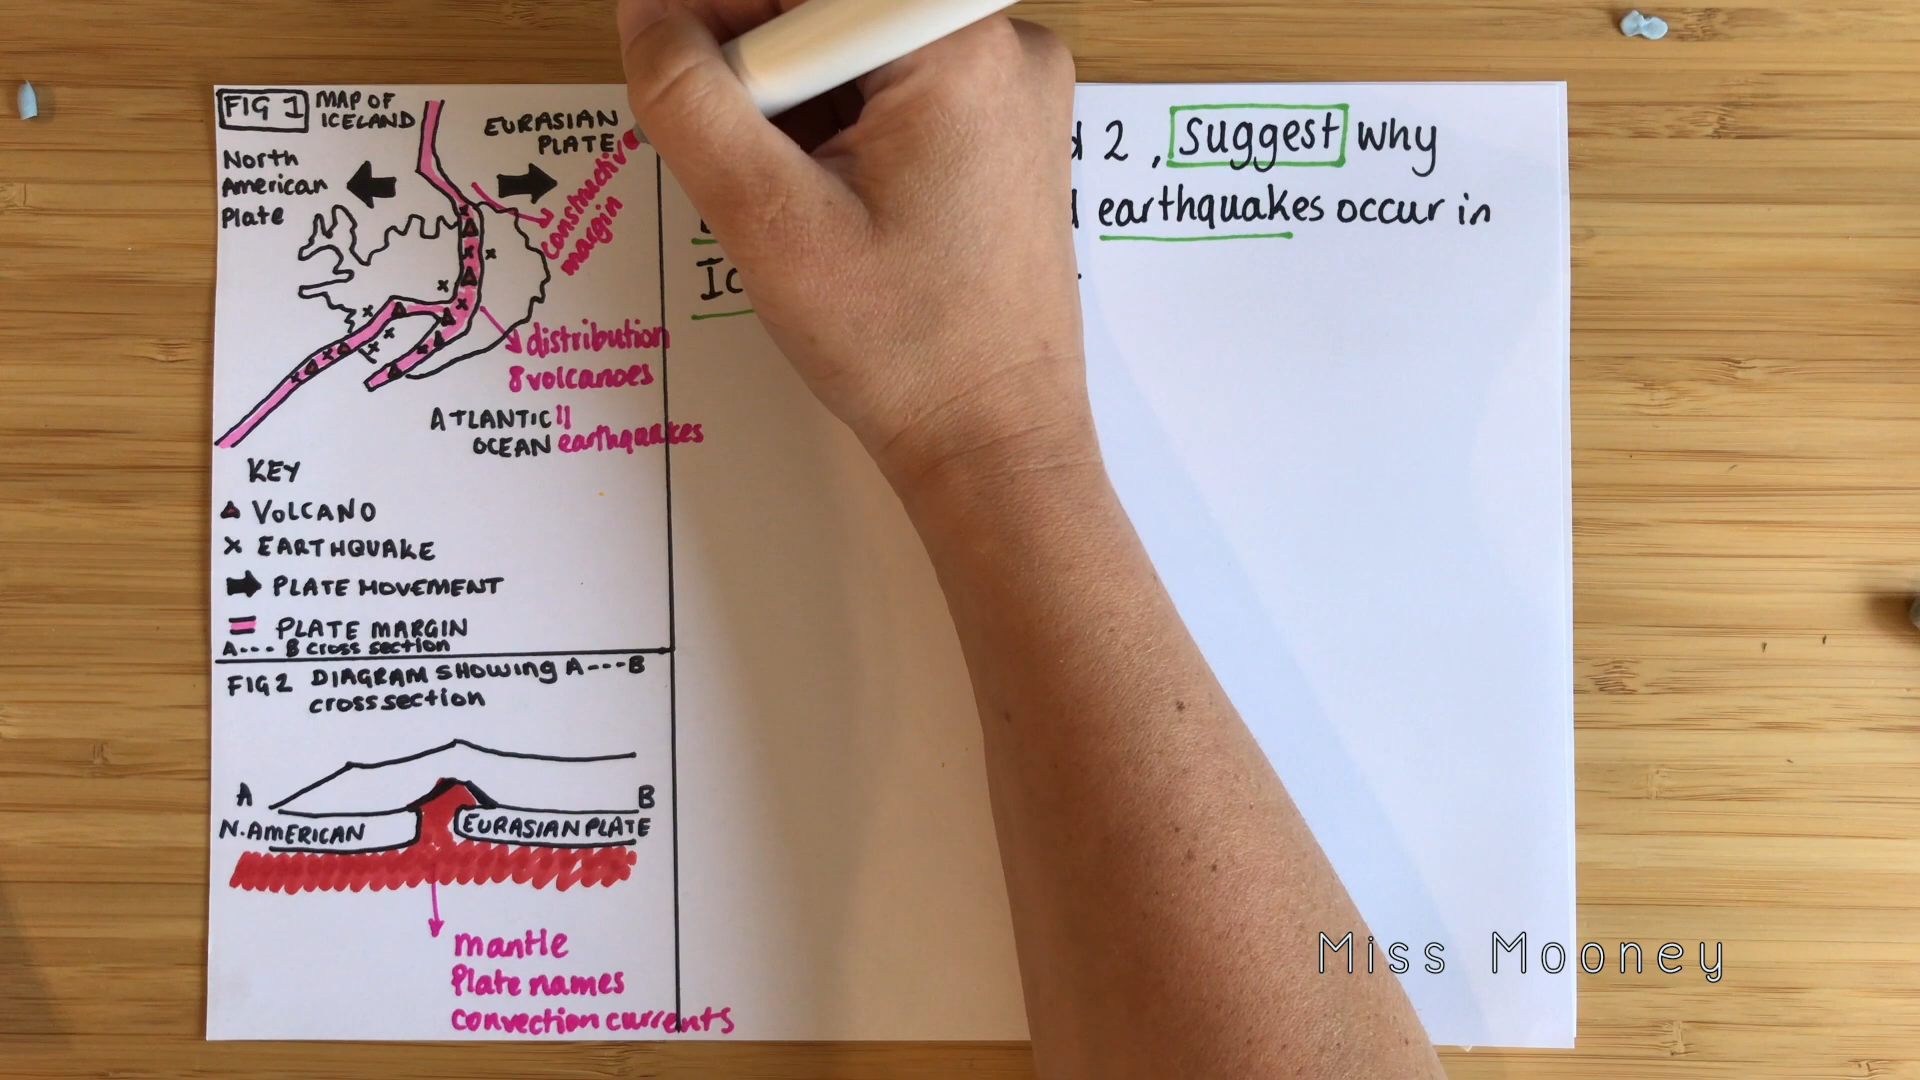 FIG 1 MAP OF
ICELAND
EURASIAN
PLATE
North
American
Plate
constructive
margin
distribution
8 volcanoes
ATLANTIC 11
OCEAN earthquakes
KEY
VOLCANO
X EARTHQUAKE
PLATE MOVEMENT
PLATE MARGIN
A--- B cross section
FIG 2 DIAGRAM SHOWING A---B
cross section
A
B
N.AMERICAN
EURASIAN PLATE
mantle
Plate names
convection currents
2, suggest why
earthquakes occur in
Miss Mooney